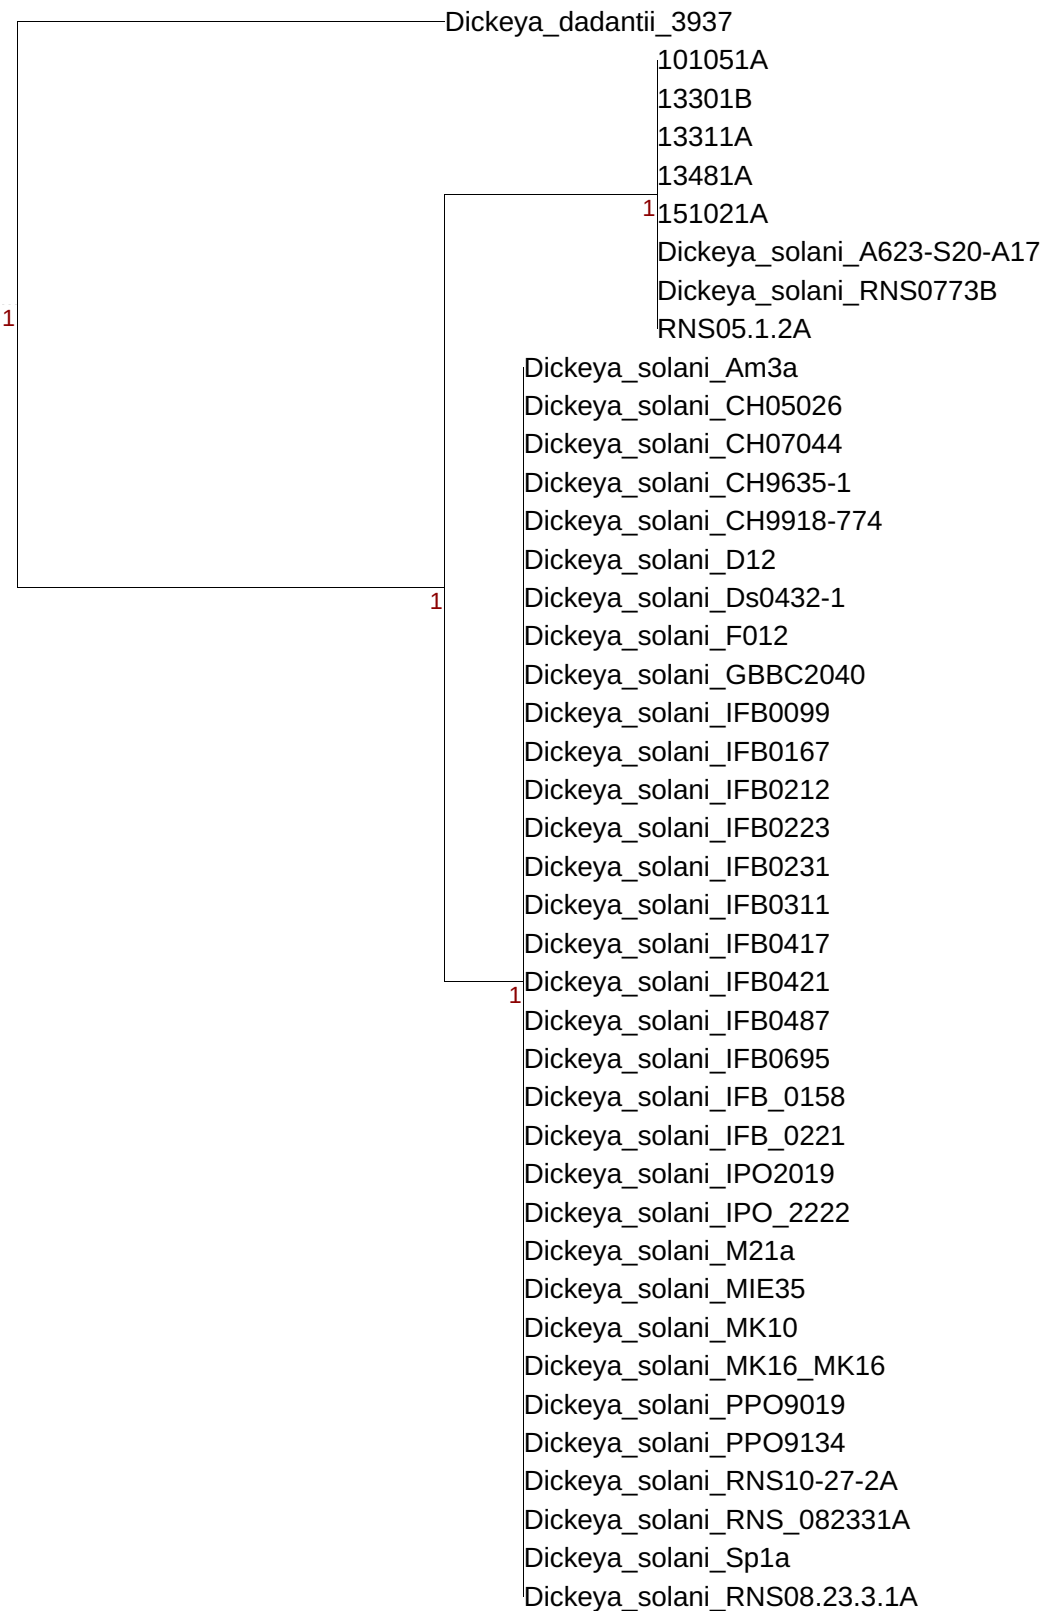 Dickeya_dadantii_3937
101051A
13301B
13311A
13481A
1
151021A
Dickeya_solani_A623-S20-A17
Dickeya_solani_RNS0773B
1
RNS05.1.2A
Dickeya_solani_Am3a
Dickeya_solani_CH05026
Dickeya_solani_CH07044
Dickeya_solani_CH9635-1
Dickeya_solani_CH9918-774
Dickeya_solani_D12
1
Dickeya_solani_Ds0432-1
Dickeya_solani_F012
Dickeya_solani_GBBC2040
Dickeya_solani_IFB0099
Dickeya_solani_IFB0167
Dickeya_solani_IFB0212
Dickeya_solani_IFB0223
Dickeya_solani_IFB0231
Dickeya_solani_IFB0311
Dickeya_solani_IFB0417
Dickeya_solani_IFB0421
1
Dickeya_solani_IFB0487
Dickeya_solani_IFB0695
Dickeya_solani_IFB_0158
Dickeya_solani_IFB_0221
Dickeya_solani_IPO2019
Dickeya_solani_IPO_2222
Dickeya_solani_M21a
Dickeya_solani_MIE35
Dickeya_solani_MK10
Dickeya_solani_MK16_MK16
Dickeya_solani_PPO9019
Dickeya_solani_PPO9134
Dickeya_solani_RNS10-27-2A
Dickeya_solani_RNS_082331A
Dickeya_solani_Sp1a
Dickeya_solani_RNS08.23.3.1A